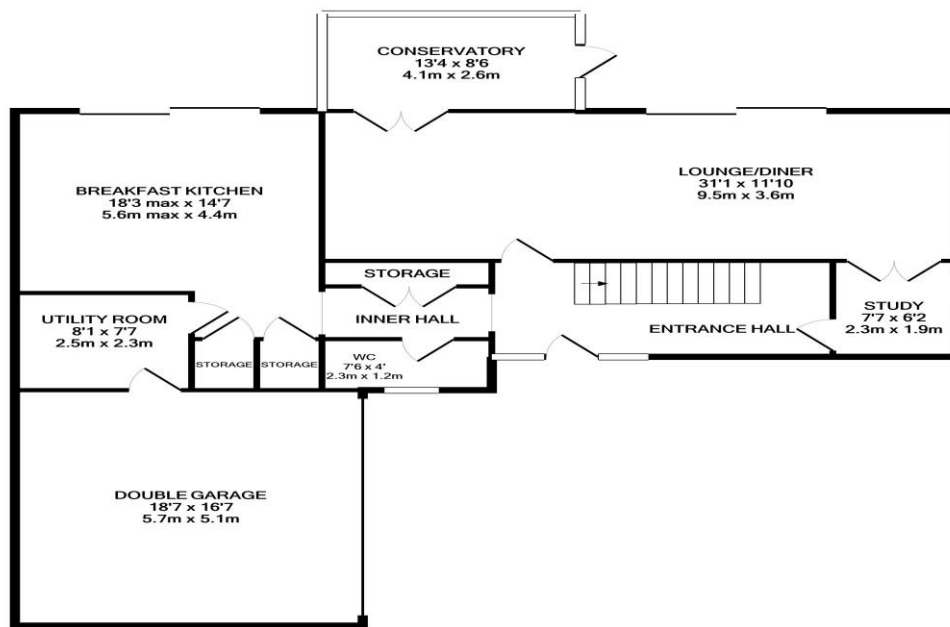 CONSERVATORY
13'4 x 8'6
4.1m x 2.6m
BREAKFAST KITCHEN
18'3 max x 14'7
5.6m max x 4.4m
LOUNGE/DINER
31'1 x 11'10
9.5m x 3.6m
STORAGE
UTILITY ROOM
8'1 x 7'7
2.5m x 2.3m
INNER HALL
ENTRANCE HALL
STUDY
7'7 x 6'2
2.3m x 1.9m
STORAGE
STORAGE
WC
7'6 x 4'
2.3m x 1.2m
DOUBLE GARAGE
18'7 x 16'7
5.7m x 5.1m